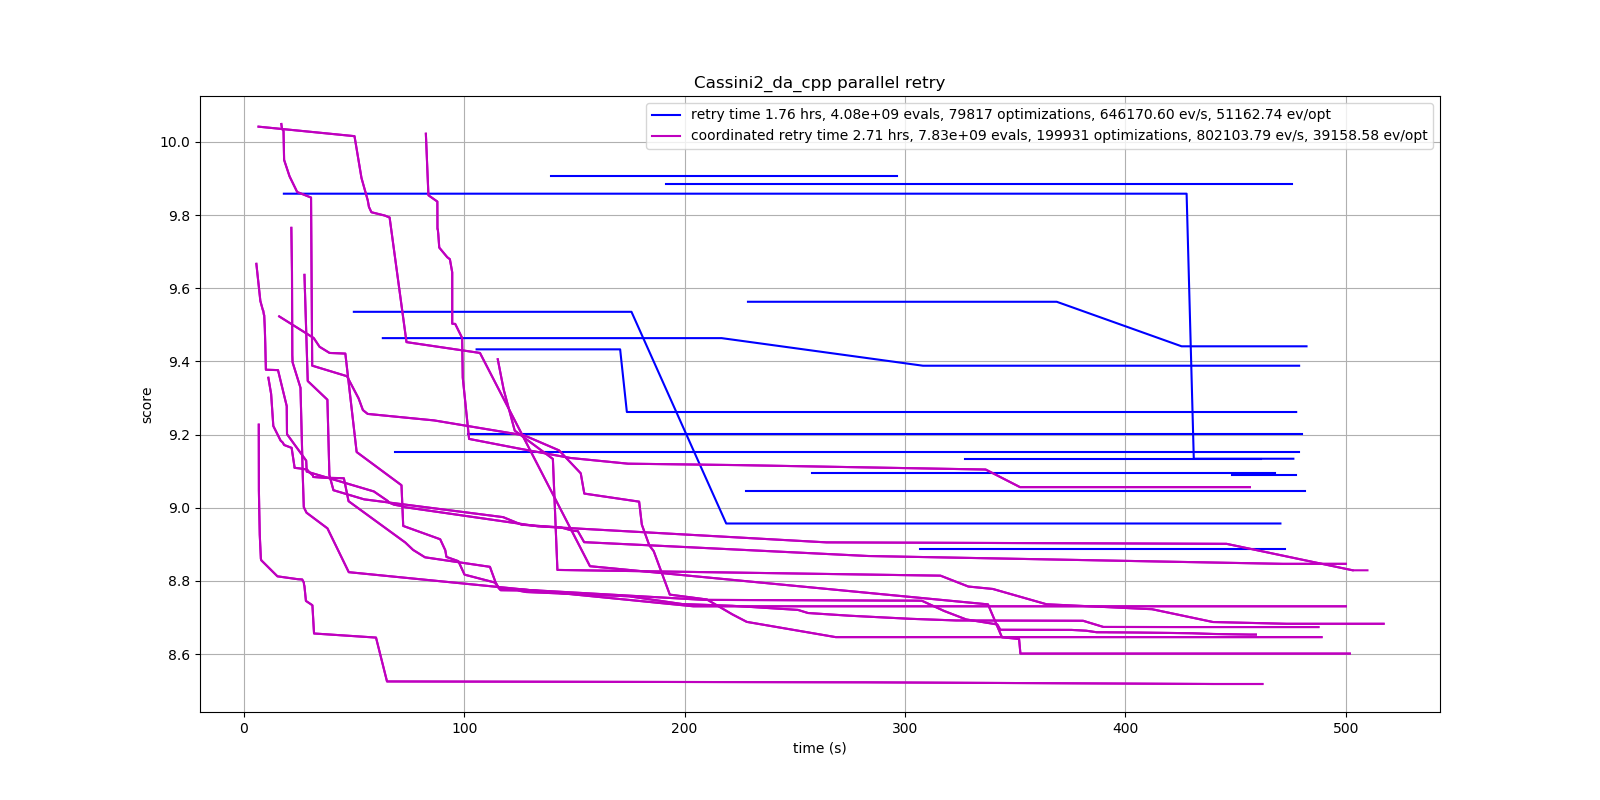 Cassini2_da_cpp parallel retry
retry time 1.76 hrs, 4.08e+09 evals, 79817 optimizations, 646170.60 ev/s, 51162.74 ev/opt
coordinated retry time 2.71 hrs, 7.83e+09 evals, 199931 optimizations, 802103.79 ev/s, 39158.58 ev/opt
10.0
9.8
9.6
9.4
9.2
9.0
8.8
8.6
score
0 100 200 300 400 500
time (s)